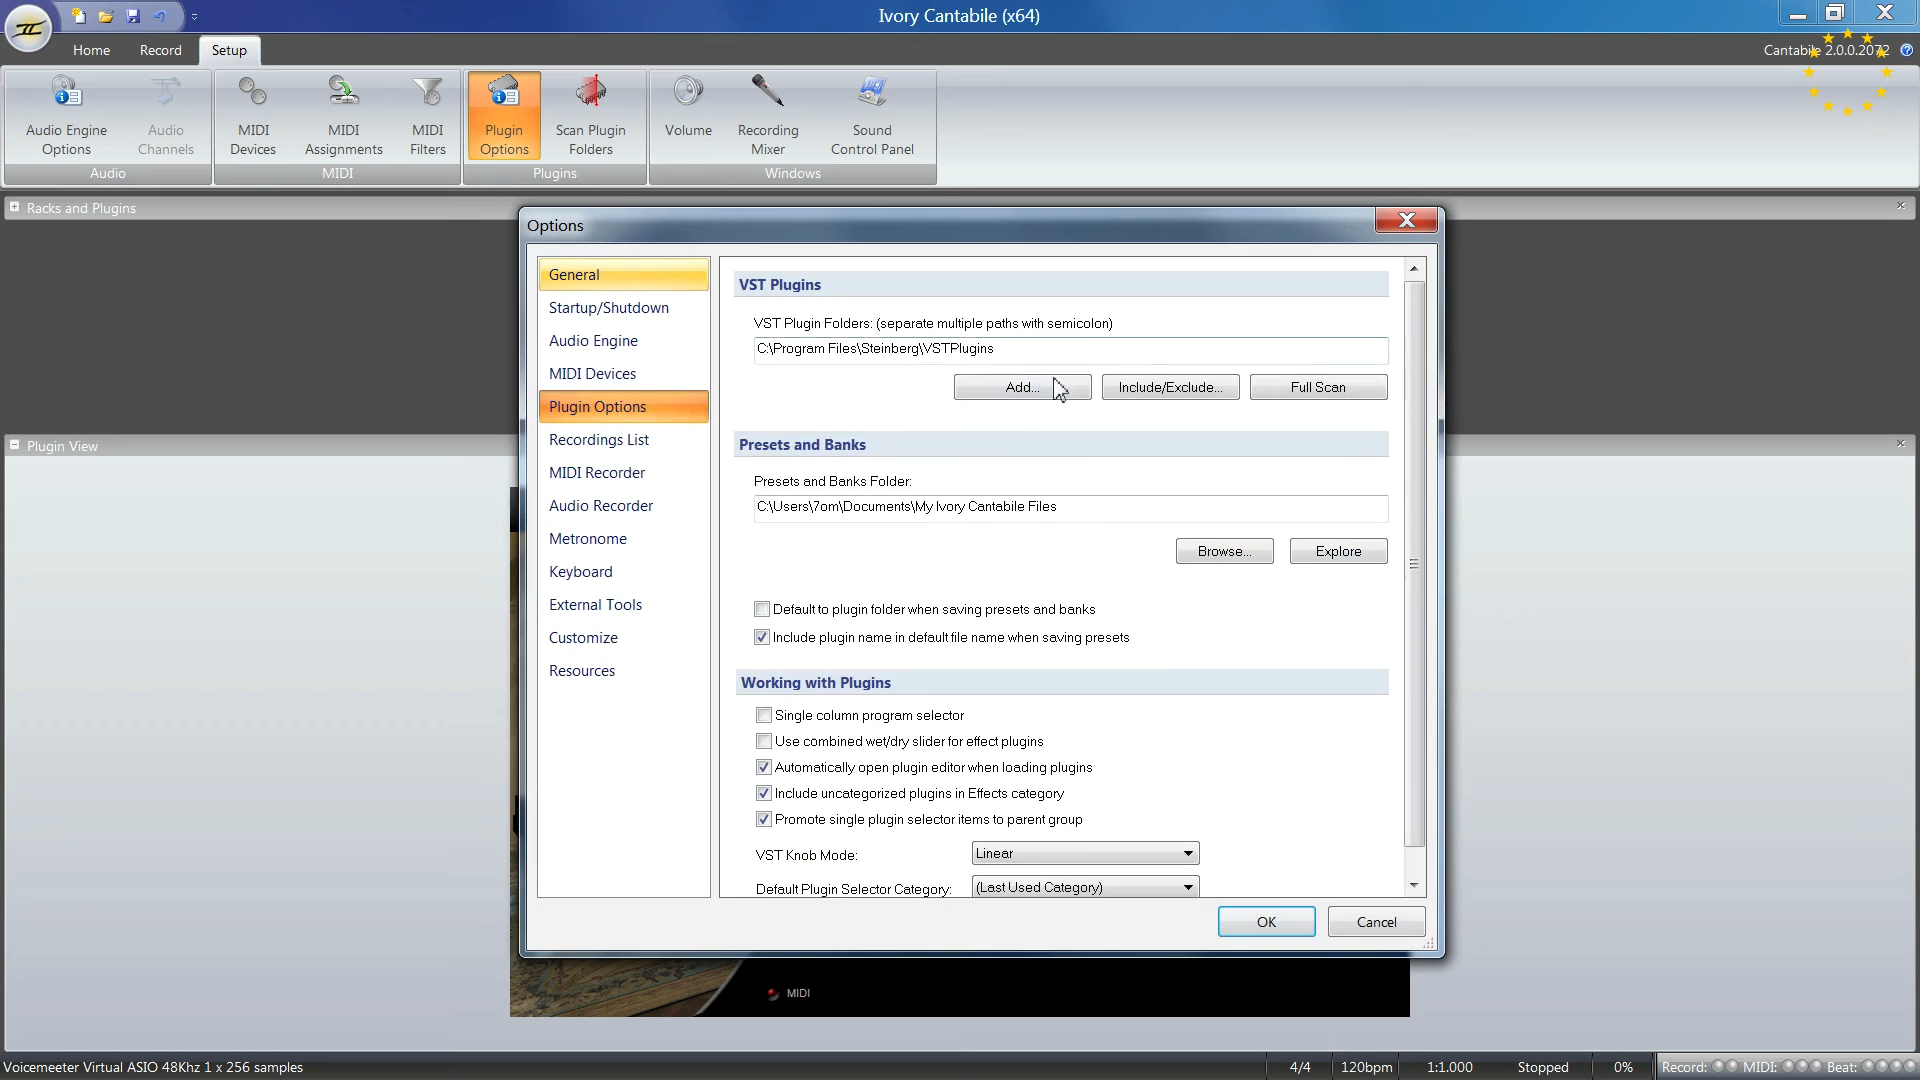 Ivory Cantabile (x64)
Home Record Setup
Cantabile 2.0.0.2072
Audio Engine Options
Audio Channels
MIDI Devices
MIDI Assignments
MIDI Filters
Plugin Options
Scan Plugin Folders
Volume
Recording Mixer
Sound Control Panel
Audio MIDI Plugins Windows
Racks and Plugins
Plugin View
Options
General
Startup/Shutdown
Audio Engine
MIDI Devices
Plugin Options
Recordings List
MIDI Recorder
Audio Recorder
Metronome
Keyboard
External Tools
Customize
Resources
VST Plugins
VST Plugin Folders: (separate multiple paths with semicolon)
C:\Program Files\Steinberg\VSTPlugins
Add... Include/Exclude... Full Scan
Presets and Banks
Presets and Banks Folder:
C:\Users\7om\Documents\My Ivory Cantabile Files
Browse... Explore
Default to plugin folder when saving presets and banks
Include plugin name in default file name when saving presets
Working with Plugins
Single column program selector
Use combined wet/dry slider for effect plugins
Automatically open plugin editor when loading plugins
Include uncategorized plugins in Effects category
Promote single plugin selector items to parent group
VST Knob Mode: Linear
Default Plugin Selector Category: (Last Used Category)
OK Cancel
MIDI
Voicemeeter Virtual ASIO 48Khz 1 x 256 samples 4/4 120bpm 1:1.000 Stopped 0% Record: MIDI: Beat: